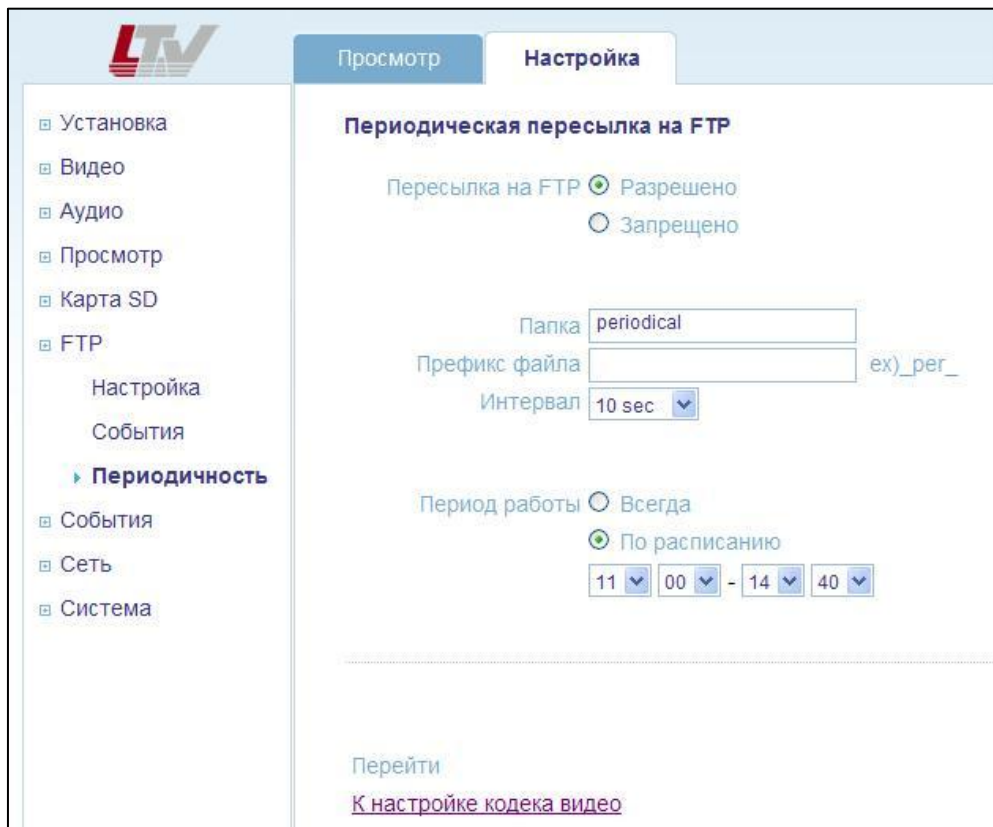 LTV
Просмотр
Настройка
Установка
Видео
Аудио
Просмотр
Карта SD
FTP
Настройка
События
Периодичность
События
Сеть
Система
Периодическая пересылка на FTP
Пересылка на FTP Разрешено
Запрещено
Папка periodical
Префикс файла ex)_per_
Интервал 10 sec
Период работы Всегда
По расписанию
11 00 - 14 40
Перейти
К настройке кодека видео